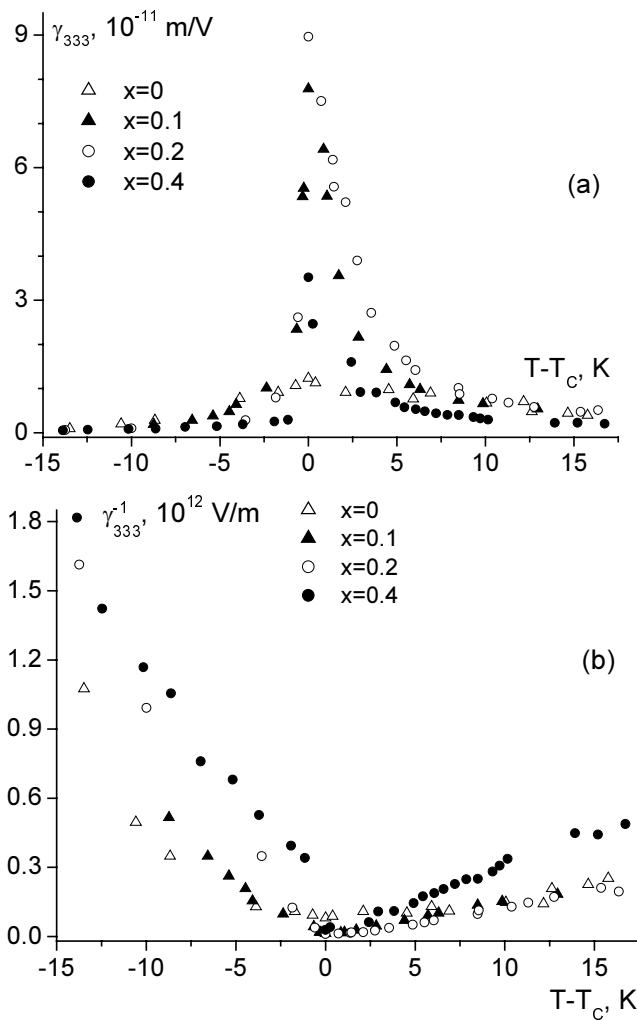 γ₃₃₃, 10⁻¹¹ m/V
9
x=0
x=0.1
x=0.2
x=0.4
6
(a)
3
T-T_C, K
0
-15 -10 -5 0 5 10 15
γ⁻¹₃₃₃, 10¹² V/m
1.8
x=0
x=0.1
x=0.2
x=0.4
1.5
1.2
(b)
0.9
0.6
0.3
0.0
-15 -10 -5 0 5 10 15
T-T_C, K